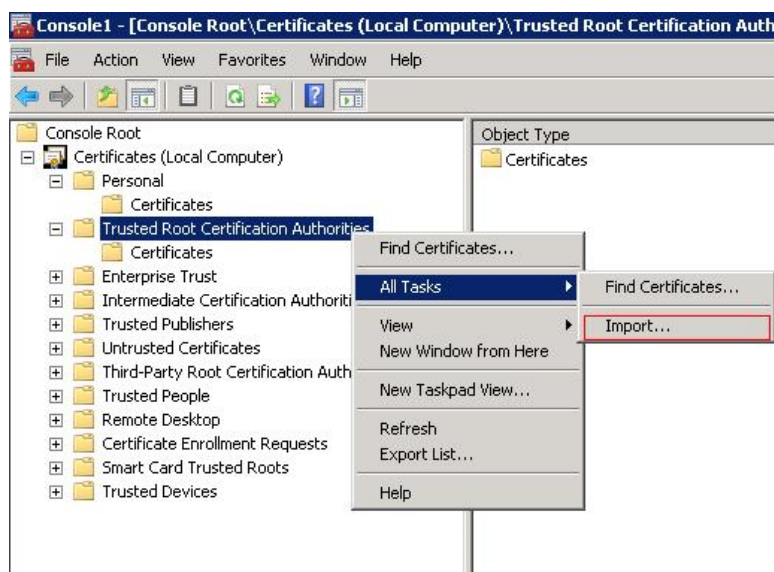 Console1 - [Console Root\Certificates (Local Computer)\Trusted Root Certification Auth
File Action View Favorites Window Help
Console Root
Certificates (Local Computer)
Personal
Certificates
Trusted Root Certification Authorities
Certificates
Enterprise Trust
Intermediate Certification Authoriti
Trusted Publishers
Untrusted Certificates
Third-Party Root Certification Auth
Trusted People
Remote Desktop
Certificate Enrollment Requests
Smart Card Trusted Roots
Trusted Devices
Object Type
Certificates
Find Certificates...
All Tasks
View
New Window from Here
New Taskpad View...
Refresh
Export List...
Help
Find Certificates...
Import...